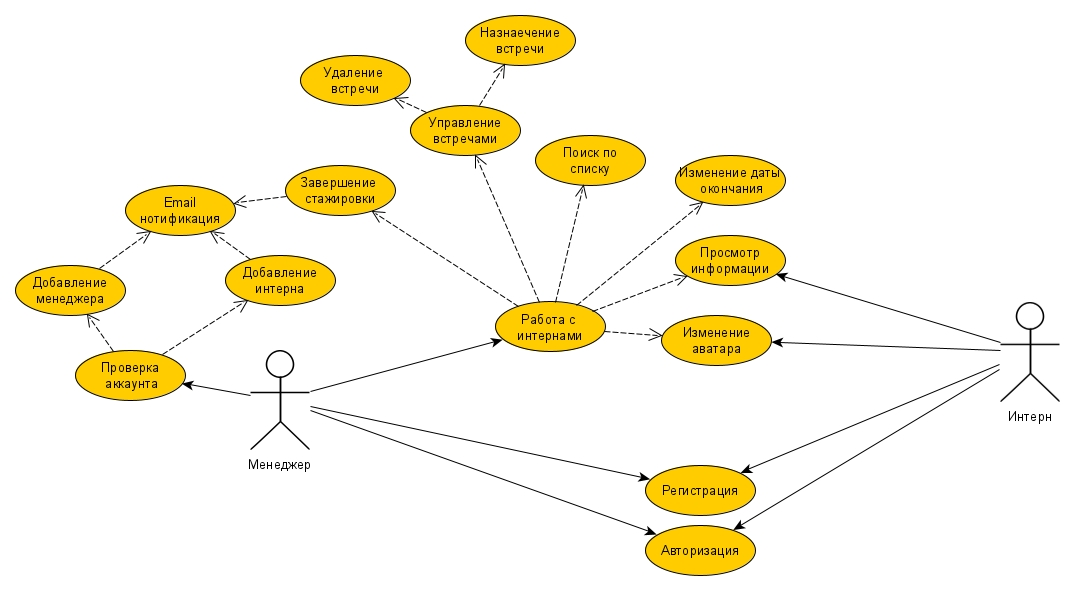 Назнаечение
встречи
Удаление
встречи
Управление
встречами
Поиск по
списку
Изменение даты
окончания
Завершение
стажировки
Email
нотификация
Просмотр
информации
Добавление
менеджера
Добавление
интерна
Работа с
интернами
Изменение
аватара
Проверка
аккаунта
Интерн
Менеджер
Регистрация
Авторизация